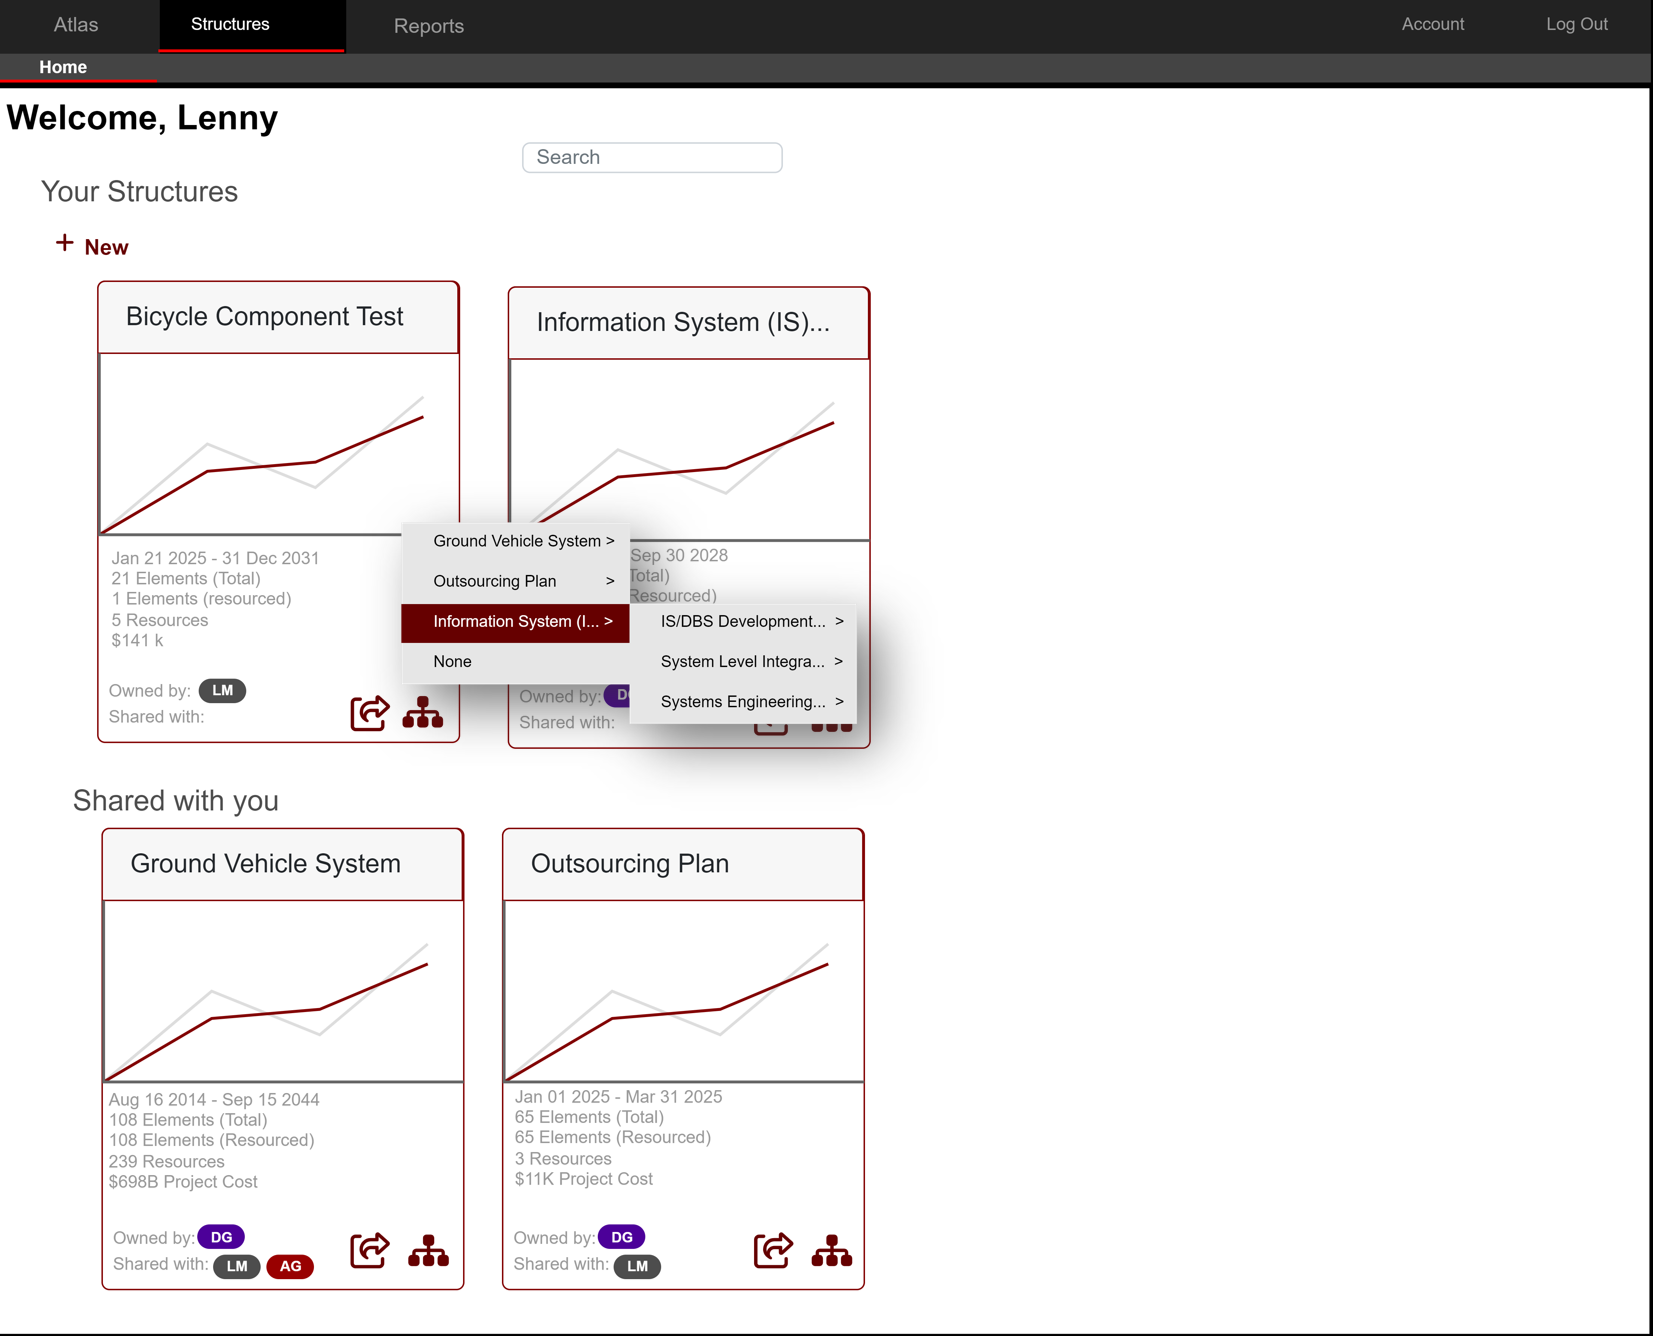 Atlas
Structures
Reports
Account
Log Out
Home
Welcome, Lenny
Search
Your Structures
+ New
Bicycle Component Test
Jan 21 2025 - 31 Dec 2031
21 Elements (Total)
1 Elements (resourced)
5 Resources
$141 k
Owned by: LM
Shared with:
Information System (IS)...
Sep 30 2028
Total)
Resourced)
Owned by:
Shared with:
Ground Vehicle System >
Outsourcing Plan >
Information System (I... >
None
IS/DBS Development... >
System Level Integra... >
Systems Engineering... >
Shared with you
Ground Vehicle System
Aug 16 2014 - Sep 15 2044
108 Elements (Total)
108 Elements (Resourced)
239 Resources
$698B Project Cost
Owned by: DG
Shared with: LM AG
Outsourcing Plan
Jan 01 2025 - Mar 31 2025
65 Elements (Total)
65 Elements (Resourced)
3 Resources
$11K Project Cost
Owned by: DG
Shared with: LM